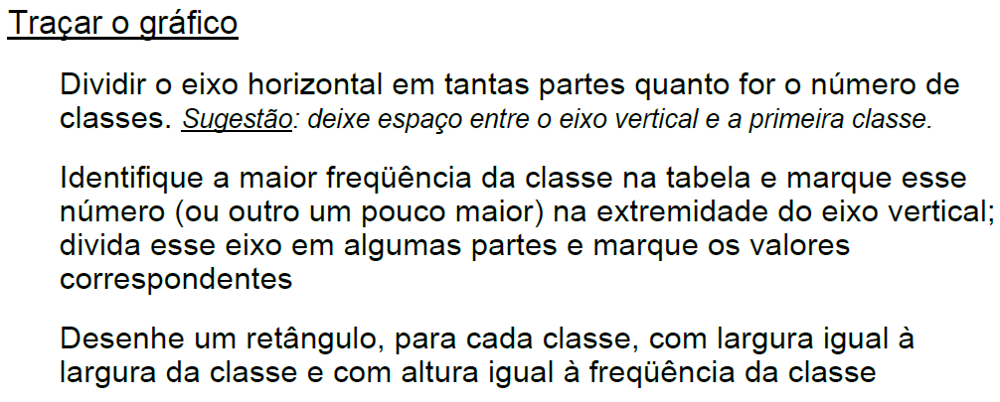 Traçar o gráfico
Dividir o eixo horizontal em tantas partes quanto for o número de
classes. Sugestão: deixe espaço entre o eixo vertical e a primeira classe.
Identifique a maior freqüência da classe na tabela e marque esse
número (ou outro um pouco maior) na extremidade do eixo vertical;
divida esse eixo em algumas partes e marque os valores
correspondentes
Desenhe um retângulo, para cada classe, com largura igual à
largura da classe e com altura igual à freqüência da classe